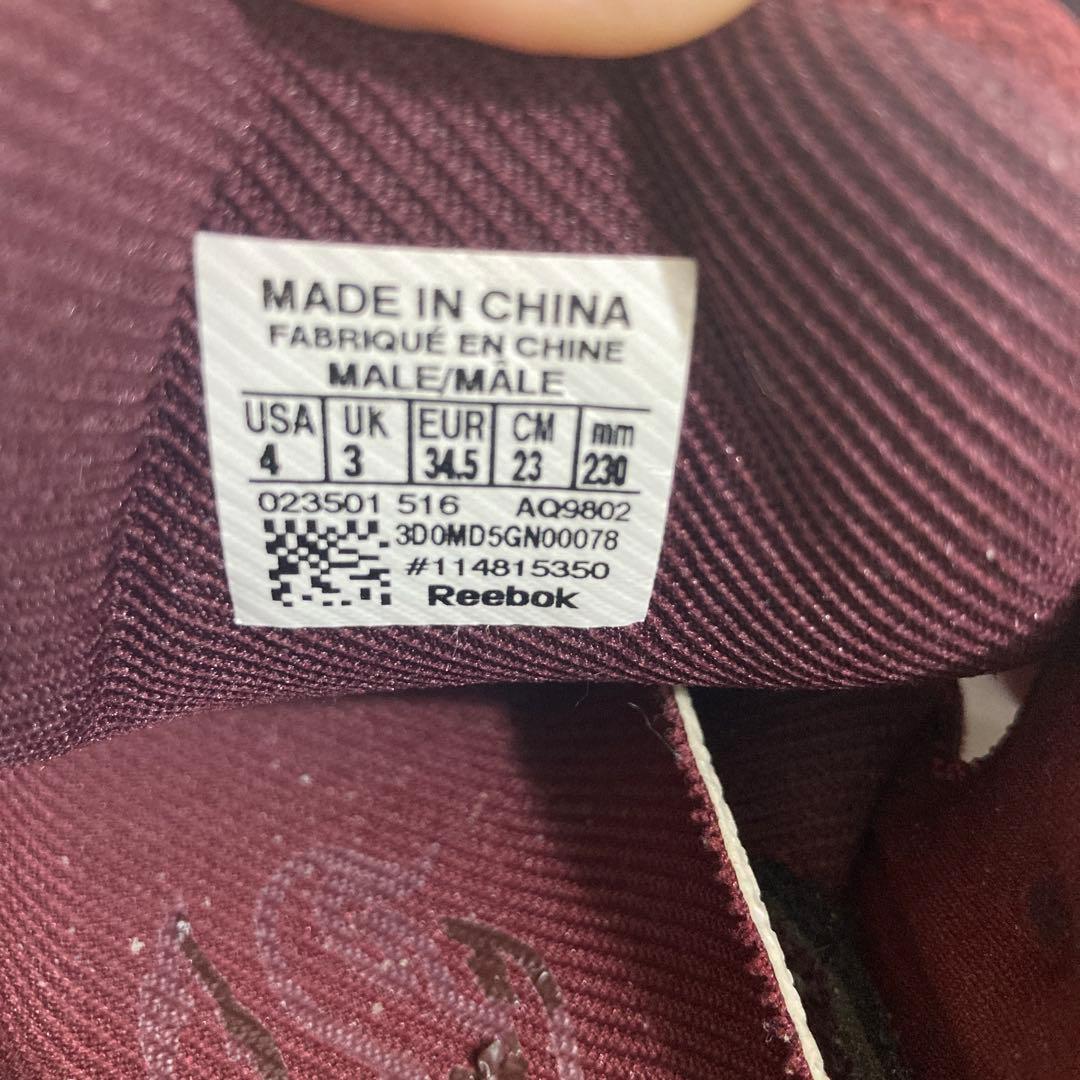 MADE IN CHINA
FABRIQUÉ EN CHINE
MALE/MÂLE
USA UK EUR CM mm
4 3 34.5 23 230
023501 516 AQ9802
3D0MD5GN00078
#114815350
Reebok